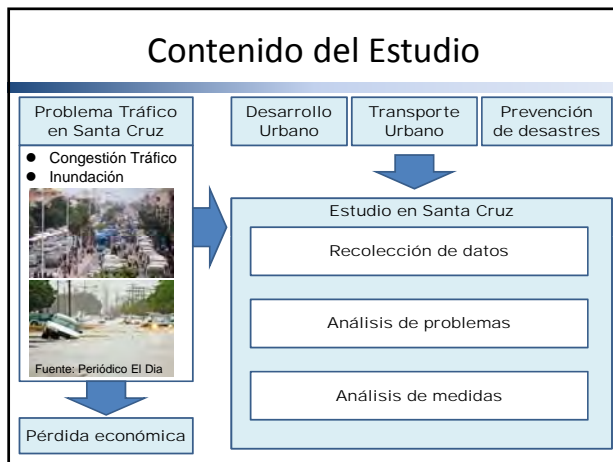 Contenido del Estudio
Problema Tráfico
en Santa Cruz
● Congestión Tráfico
● Inundación
Fuente: Periódico El Dia
Pérdida económica
Desarrollo
Urbano
Transporte
Urbano
Prevención
de desastres
Estudio en Santa Cruz
Recolección de datos
Análisis de problemas
Análisis de medidas